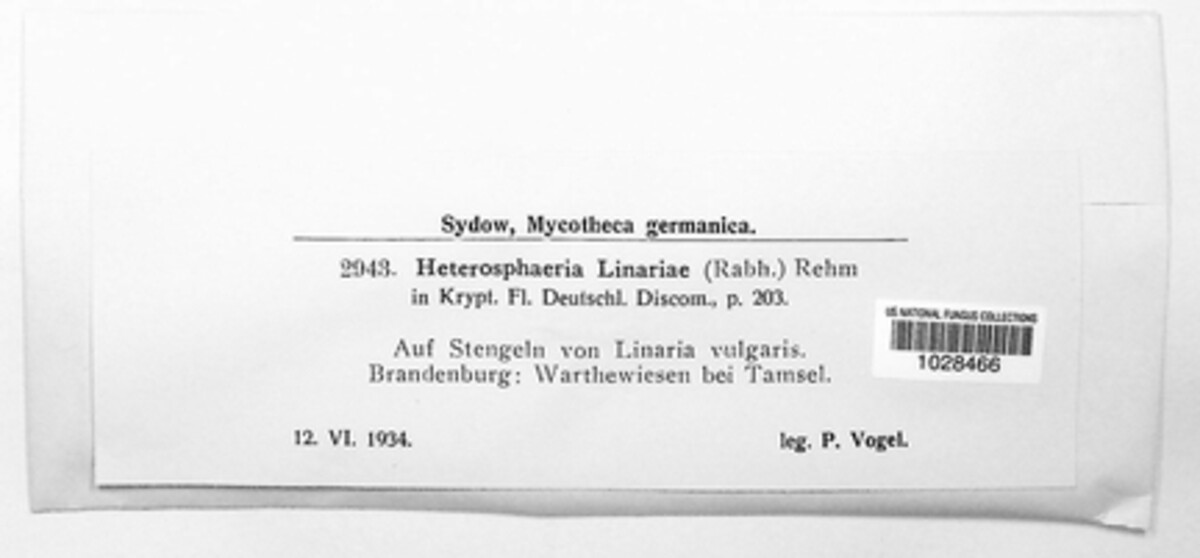 Sydow, Mycotheca germanica.
2943. Heterosphaeria Linariae (Rabh.) Rehm
in Krypt. Fl. Deutschl. Discom., p. 203.
Auf Stengeln von Linaria vulgaris.
Brandenburg: Warthewiesen bei Tamsel.
12. VI. 1934. leg. P. Vogel.
US NATIONAL FUNGUS COLLECTIONS
1028466